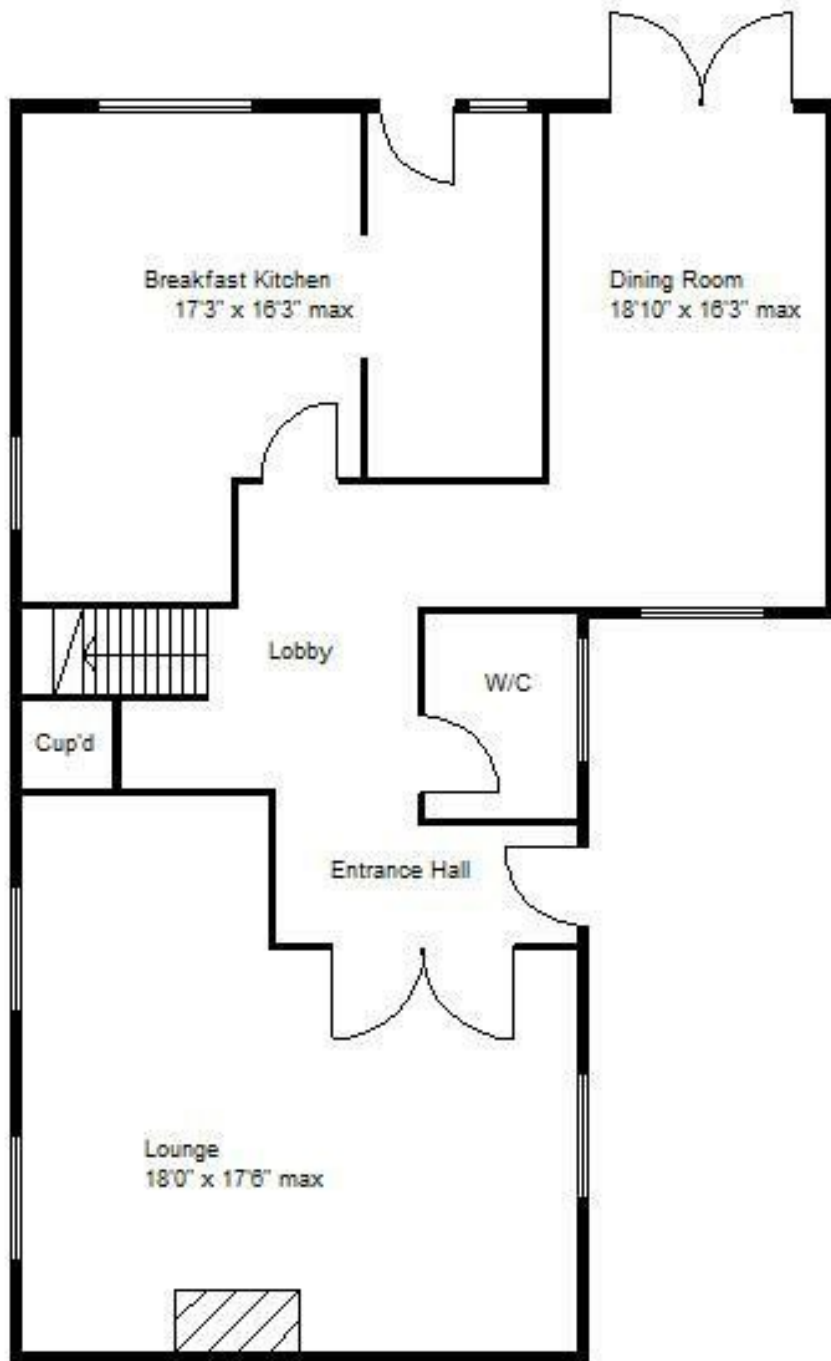 Breakfast Kitchen
17'3" x 16'3" max
Dining Room
18'10" x 16'3" max
Lobby
W/C
Cup'd
Entrance Hall
Lounge
18'0" x 17'6" max